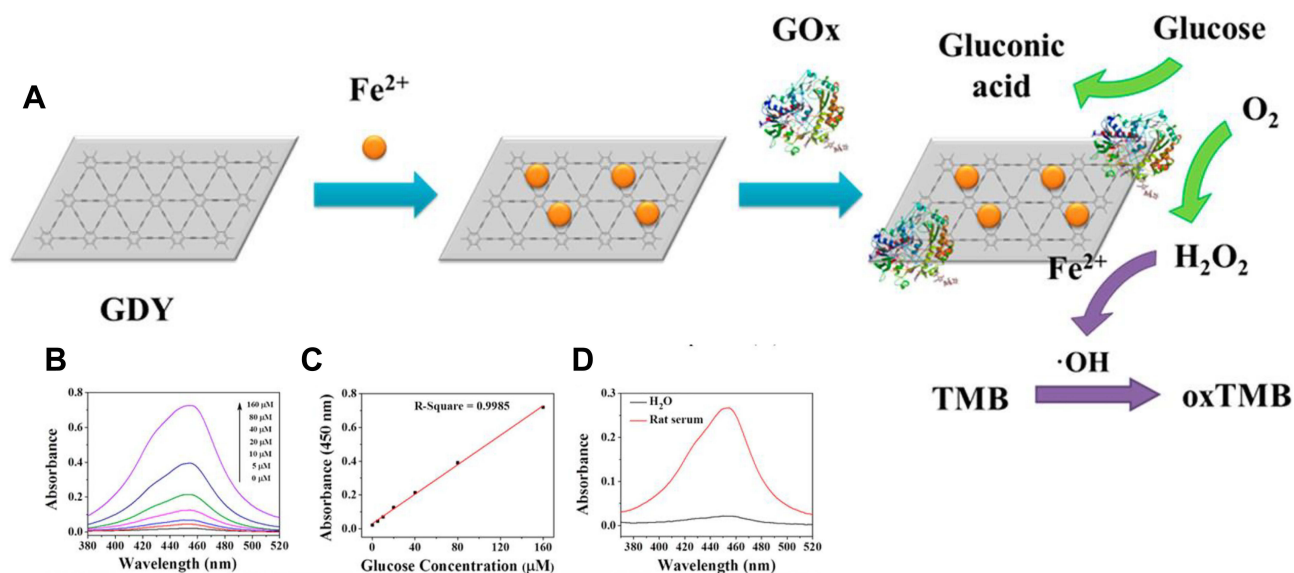 A
GDY
Fe²⁺
GOx
Gluconic
acid
Glucose
O₂
H₂O₂
Fe²⁺
·OH
TMB
oxTMB
B
Absorbance
0.8
0.6
0.4
0.2
0.0
160 μM
80 μM
40 μM
20 μM
10 μM
5 μM
0 μM
380 400 420 440 460 480 500 520
Wavelength (nm)
C
Absorbance (450 nm)
0.8
0.6
0.4
0.2
0.0
R-Square = 0.9985
0 40 80 120 160
Glucose Concentration (μM)
D
Absorbance
0.3
0.2
0.1
0.0
H₂O
Rat serum
380 400 420 440 460 480 500 520
Wavelength (nm)